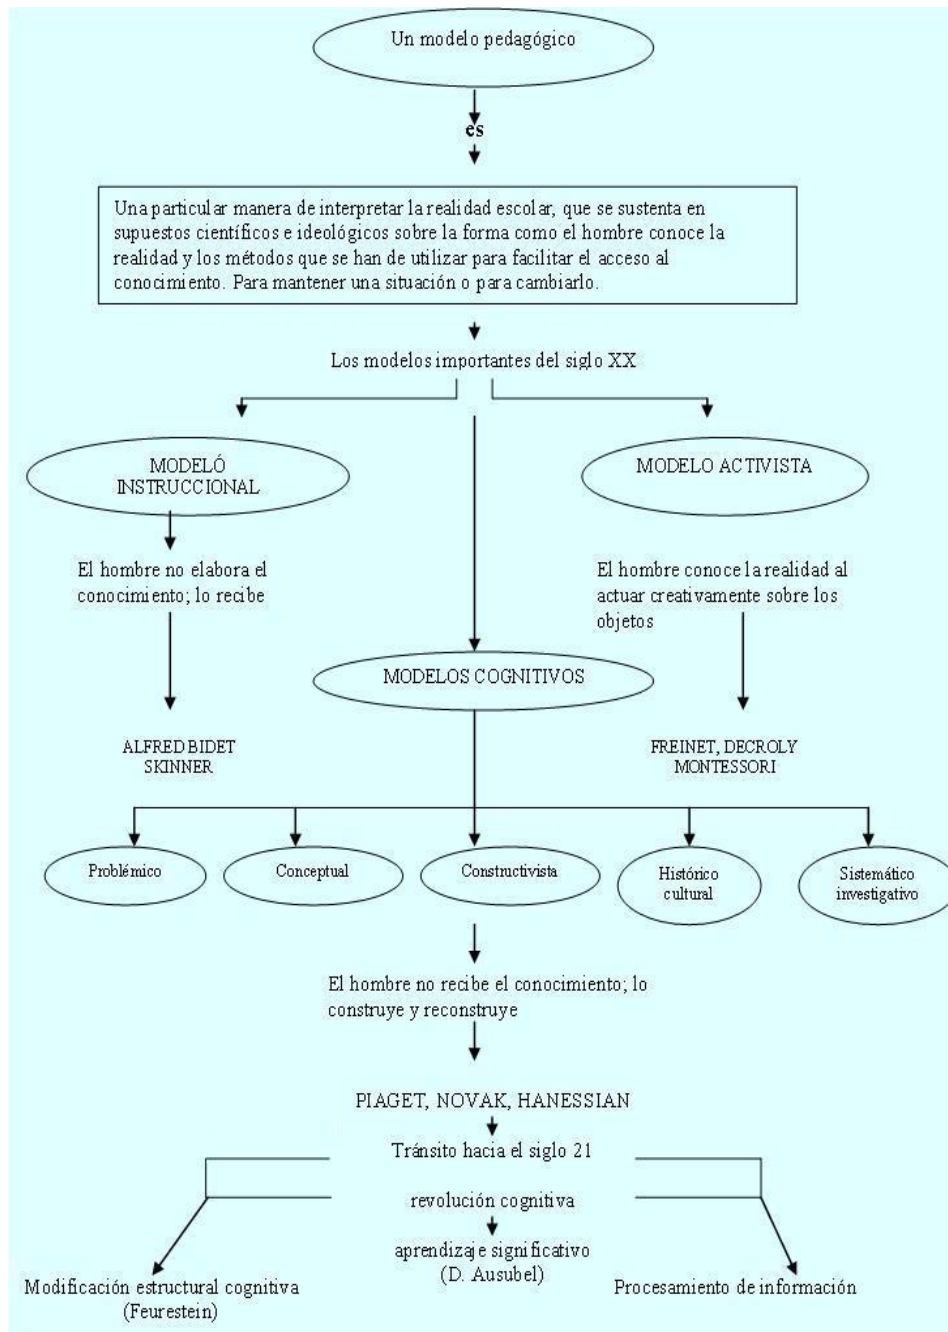 Un modelo pedagógico
es
Una particular manera de interpretar la realidad escolar, que se sustenta en
supuestos científicos e ideológicos sobre la forma como el hombre conoce la
realidad y los métodos que se han de utilizar para facilitar el acceso al
conocimiento. Para mantener una situación o para cambiarlo.
Los modelos importantes del siglo XX
MODELÓ
INSTRUCCIONAL
MODELO ACTIVISTA
El hombre no elabora el
conocimiento; lo recibe
El hombre conoce la realidad al
actuar creativamente sobre los
objetos
MODELOS COGNITIVOS
ALFRED BIDET
SKINNER
FREINET, DECROLY
MONTESSORI
Problémico
Conceptual
Constructivista
Histórico
cultural
Sistemático
investigativo
El hombre no recibe el conocimiento; lo
construye y reconstruye
PIAGET, NOVAK, HANESSIAN
Tránsito hacia el siglo 21
revolución cognitiva
aprendizaje significativo
(D. Ausubel)
Modificación estructural cognitiva
(Feurestein)
Procesamiento de información